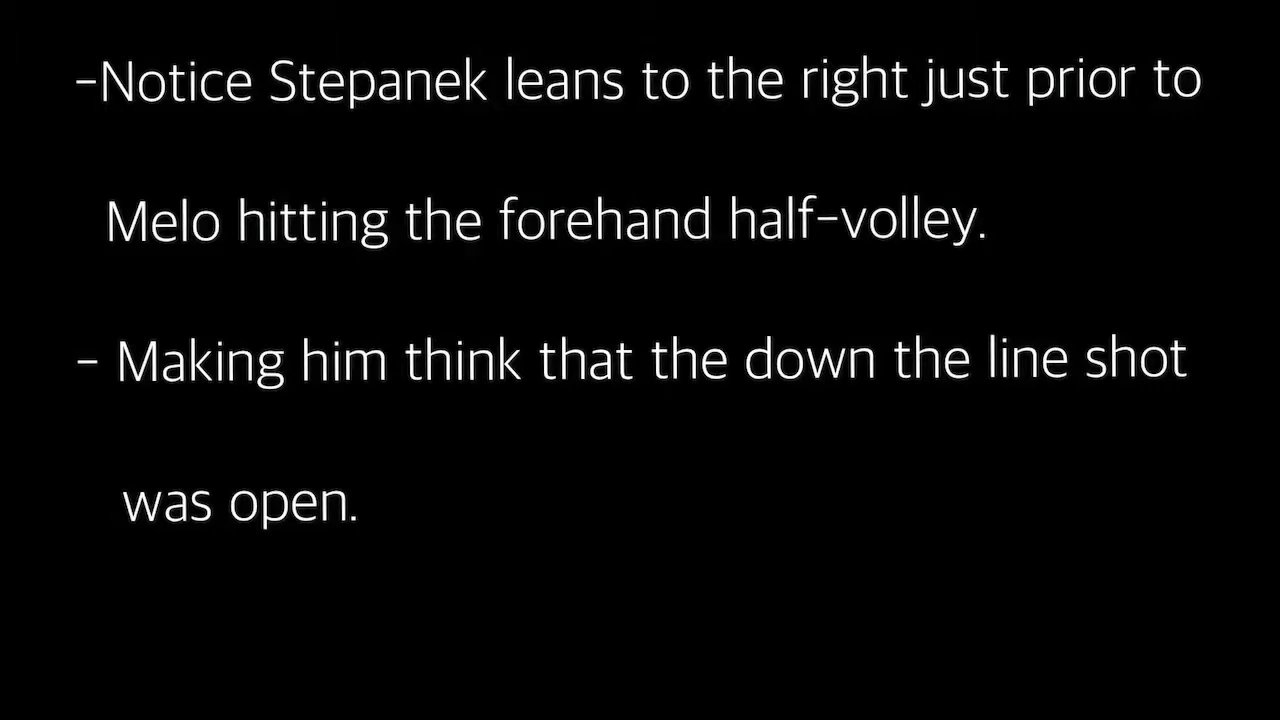 -Notice Stepanek leans to the right just prior to
Melo hitting the forehand half-volley.
- Making him think that the down the line shot
was open.